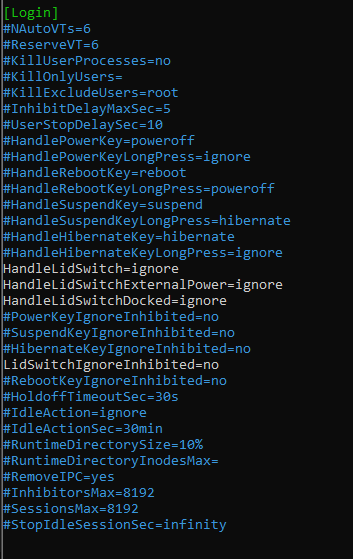 [Login]
#NAutoVTs=6
#ReserveVT=6
#KillUserProcesses=no
#KillOnlyUsers=
#KillExcludeUsers=root
#InhibitDelayMaxSec=5
#UserStopDelaySec=10
#HandlePowerKey=poweroff
#HandlePowerKeyLongPress=ignore
#HandleRebootKey=reboot
#HandleRebootKeyLongPress=poweroff
#HandleSuspendKey=suspend
#HandleSuspendKeyLongPress=hibernate
#HandleHibernateKey=hibernate
#HandleHibernateKeyLongPress=ignore
HandleLidSwitch=ignore
HandleLidSwitchExternalPower=ignore
HandleLidSwitchDocked=ignore
#PowerKeyIgnoreInhibited=no
#SuspendKeyIgnoreInhibited=no
#HibernateKeyIgnoreInhibited=no
LidSwitchIgnoreInhibited=no
#RebootKeyIgnoreInhibited=no
#HoldoffTimeoutSec=30s
#IdleAction=ignore
#IdleActionSec=30min
#RuntimeDirectorySize=10%
#RuntimeDirectoryInodesMax=
#RemoveIPC=yes
#InhibitorsMax=8192
#SessionsMax=8192
#StopIdleSessionSec=infinity